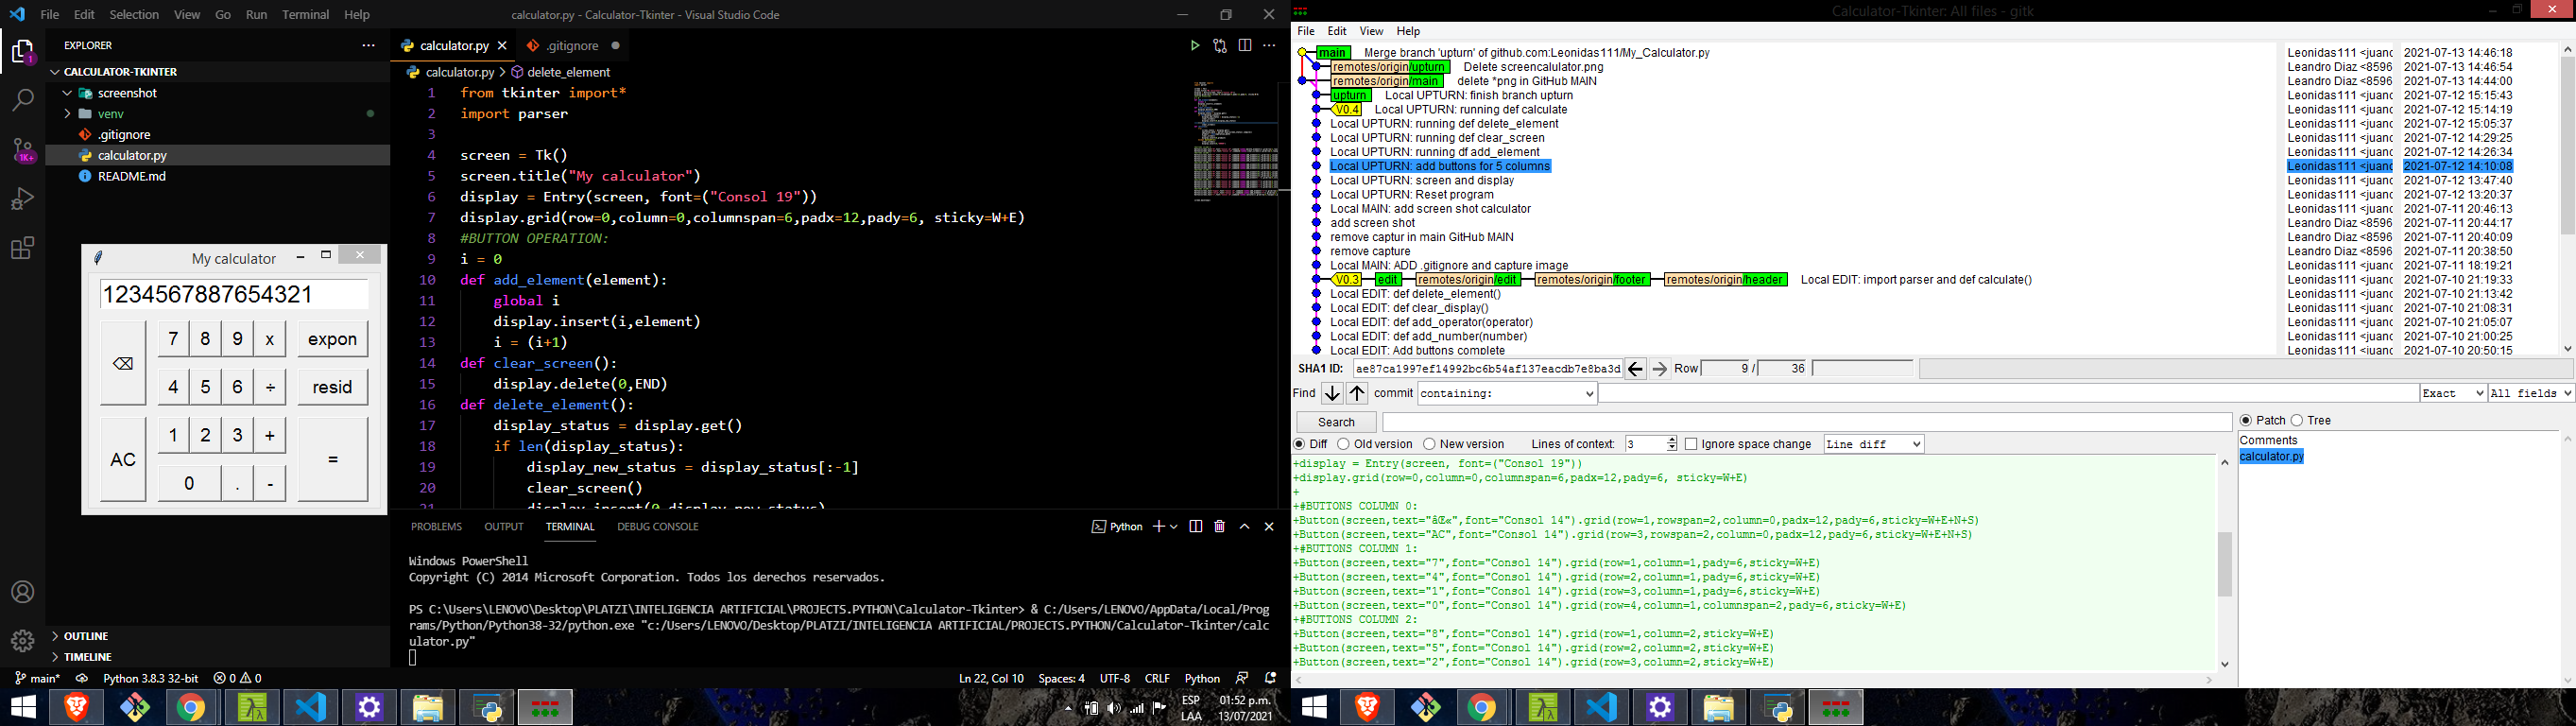 File Edit Selection View Go Run Terminal Help
calculator.py - Calculator-Tkinter - Visual Studio Code
EXPLORER
CALCULATOR-TKINTER
screenshot
venv
.gitignore
calculator.py
README.md
1
1K+
My calculator
1234567887654321
⌫ 7 8 9 x expon
4 5 6 ÷ resid
AC 1 2 3 + =
0 . -
OUTLINE
TIMELINE
calculator.py .gitignore
calculator.py > delete_element
1 from tkinter import*
2 import parser
3
4 screen = Tk()
5 screen.title("My calculator")
6 display = Entry(screen, font=("Consol 19"))
7 display.grid(row=0,column=0,columnspan=6,padx=12,pady=6, sticky=W+E)
8 #BUTTON OPERATION:
9 i = 0
10 def add_element(element):
11 global i
12 display.insert(i,element)
13 i = (i+1)
14 def clear_screen():
15 display.delete(0,END)
16 def delete_element():
17 display_status = display.get()
18 if len(display_status):
19 display_new_status = display_status[:-1]
20 clear_screen()
21 display.insert(0,display_new_status)
PROBLEMS OUTPUT TERMINAL DEBUG CONSOLE
Python
Windows PowerShell
Copyright (C) 2014 Microsoft Corporation. Todos los derechos reservados.
PS C:\Users\LENOVO\Desktop\PLATZI\INTELIGENCIA ARTIFICIAL\PROJECTS.PYTHON\Calculator-Tkinter> & C:/Users/LENOVO/AppData/Local/Prog
rams/Python/Python38-32/python.exe "c:/Users/LENOVO/Desktop/PLATZI/INTELIGENCIA ARTIFICIAL/PROJECTS.PYTHON/Calculator-Tkinter/calc
ulator.py"
main* Python 3.8.3 32-bit 0 0
Ln 22, Col 10 Spaces: 4 UTF-8 CRLF Python
ESP 01:52 p.m.
LAA 13/07/2021
Calculator-Tkinter: All files - gitk
File Edit View Help
main Merge branch 'upturn' of github.com:Leonidas111/My_Calculator.py Leonidas111 <juanc 2021-07-13 14:46:18
remotes/origin/upturn Delete screencalulator.png Leandro Diaz <8596 2021-07-13 14:46:54
remotes/origin/main delete *png in GitHub MAIN Leandro Diaz <8596 2021-07-13 14:44:00
upturn Local UPTURN: finish branch upturn Leonidas111 <juanc 2021-07-12 15:15:43
V0.4 Local UPTURN: running def calculate Leonidas111 <juanc 2021-07-12 15:14:19
Local UPTURN: running def delete_element Leonidas111 <juanc 2021-07-12 15:05:37
Local UPTURN: running def clear_screen Leonidas111 <juanc 2021-07-12 14:29:25
Local UPTURN: running df add_element Leonidas111 <juanc 2021-07-12 14:26:34
Local UPTURN: add buttons for 5 columns Leonidas111 <juanc 2021-07-12 14:10:08
Local UPTURN: screen and display Leonidas111 <juanc 2021-07-12 13:47:40
Local UPTURN: Reset program Leonidas111 <juanc 2021-07-12 13:20:37
Local MAIN: add screen shot calculator Leonidas111 <juanc 2021-07-11 20:46:13
add screen shot Leandro Diaz <8596 2021-07-11 20:44:17
remove captur in main GitHub MAIN Leandro Diaz <8596 2021-07-11 20:40:09
remove capture Leandro Diaz <8596 2021-07-11 20:38:50
Local MAIN: ADD .gitignore and capture image Leonidas111 <juanc 2021-07-11 18:19:21
V0.3 edit remotes/origin/edit remotes/origin/footer remotes/origin/header Local EDIT: import parser and def calculate() Leonidas111 <juanc 2021-07-10 21:19:33
Local EDIT: def delete_element() Leonidas111 <juanc 2021-07-10 21:13:42
Local EDIT: def clear_display() Leonidas111 <juanc 2021-07-10 21:08:31
Local EDIT: def add_operator(operator) Leonidas111 <juanc 2021-07-10 21:05:07
Local EDIT: def add_number(number) Leonidas111 <juanc 2021-07-10 21:00:25
Local EDIT: Add buttons complete Leonidas111 <juanc 2021-07-10 20:50:15
SHA1 ID: ae87ca1997ef14992bc6b54af137eacdb7e8ba3d Row 9 / 36
Find commit containing: Exact All fields
Search
Patch Tree
Diff Old version New version Lines of context: 3 Ignore space change Line diff
Comments
calculator.py
+display = Entry(screen, font=("Consol 19"))
+display.grid(row=0,column=0,columnspan=6,padx=12,pady=6, sticky=W+E)
+
+#BUTTONS COLUMN 0:
+Button(screen,text="âŒ«",font="Consol 14").grid(row=1,rowspan=2,column=0,padx=12,pady=6,sticky=W+E+N+S)
+Button(screen,text="AC",font="Consol 14").grid(row=3,rowspan=2,column=0,padx=12,pady=6,sticky=W+E+N+S)
+#BUTTONS COLUMN 1:
+Button(screen,text="7",font="Consol 14").grid(row=1,column=1,pady=6,sticky=W+E)
+Button(screen,text="4",font="Consol 14").grid(row=2,column=1,pady=6,sticky=W+E)
+Button(screen,text="1",font="Consol 14").grid(row=3,column=1,pady=6,sticky=W+E)
+Button(screen,text="0",font="Consol 14").grid(row=4,column=1,columnspan=2,pady=6,sticky=W+E)
+#BUTTONS COLUMN 2:
+Button(screen,text="8",font="Consol 14").grid(row=1,column=2,sticky=W+E)
+Button(screen,text="5",font="Consol 14").grid(row=2,column=2,sticky=W+E)
+Button(screen,text="2",font="Consol 14").grid(row=3,column=2,sticky=W+E)